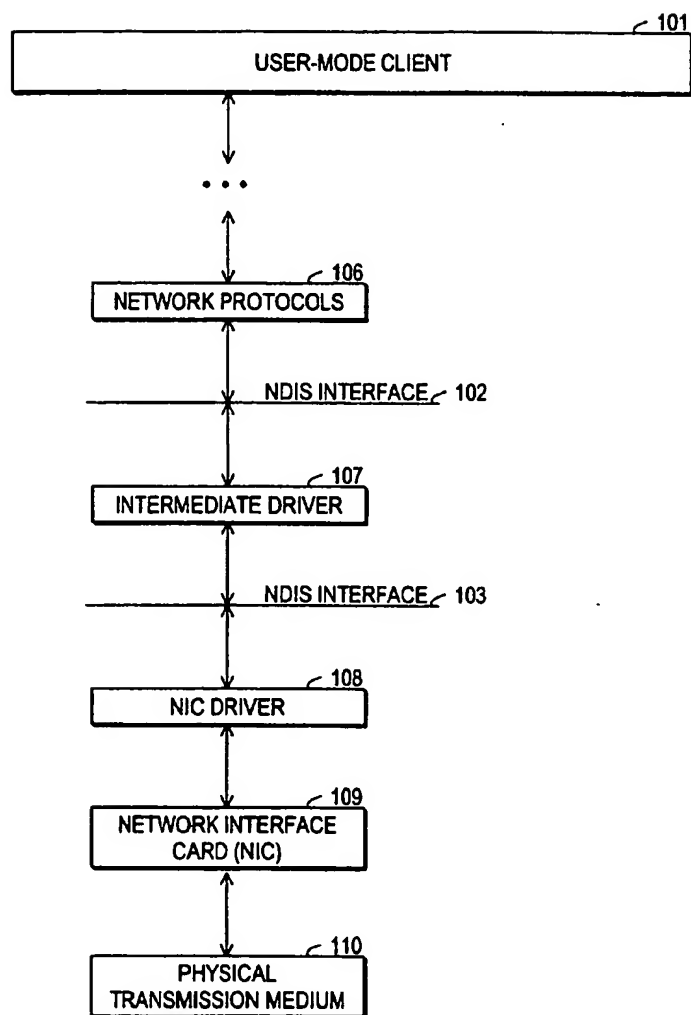 101
USER-MODE CLIENT
• • •
106
NETWORK PROTOCOLS
NDIS INTERFACE 102
107
INTERMEDIATE DRIVER
NDIS INTERFACE 103
108
NIC DRIVER
109
NETWORK INTERFACE
CARD (NIC)
110
PHYSICAL
TRANSMISSION MEDIUM